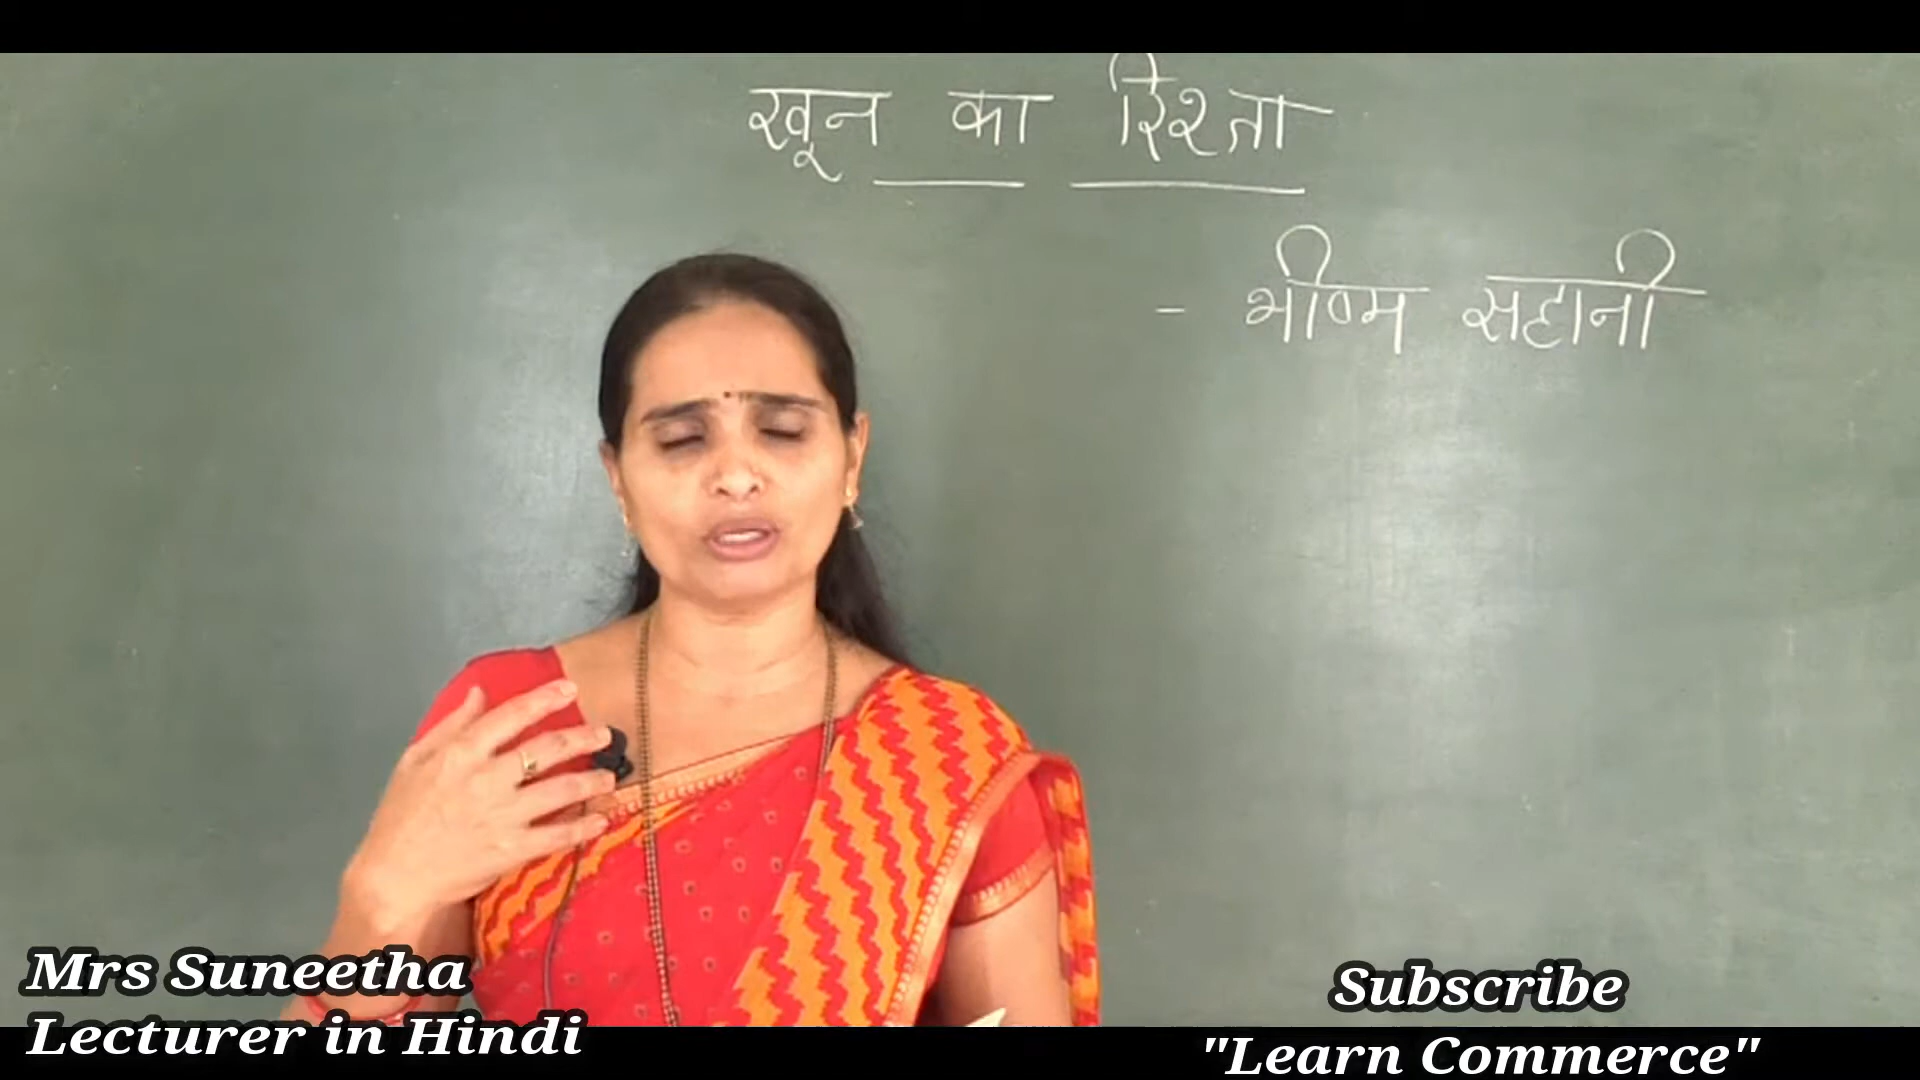 खून का रिश्ता
- भीष्म सहानी
Mrs Suneetha
Lecturer in Hindi
Subscribe
"Learn Commerce"